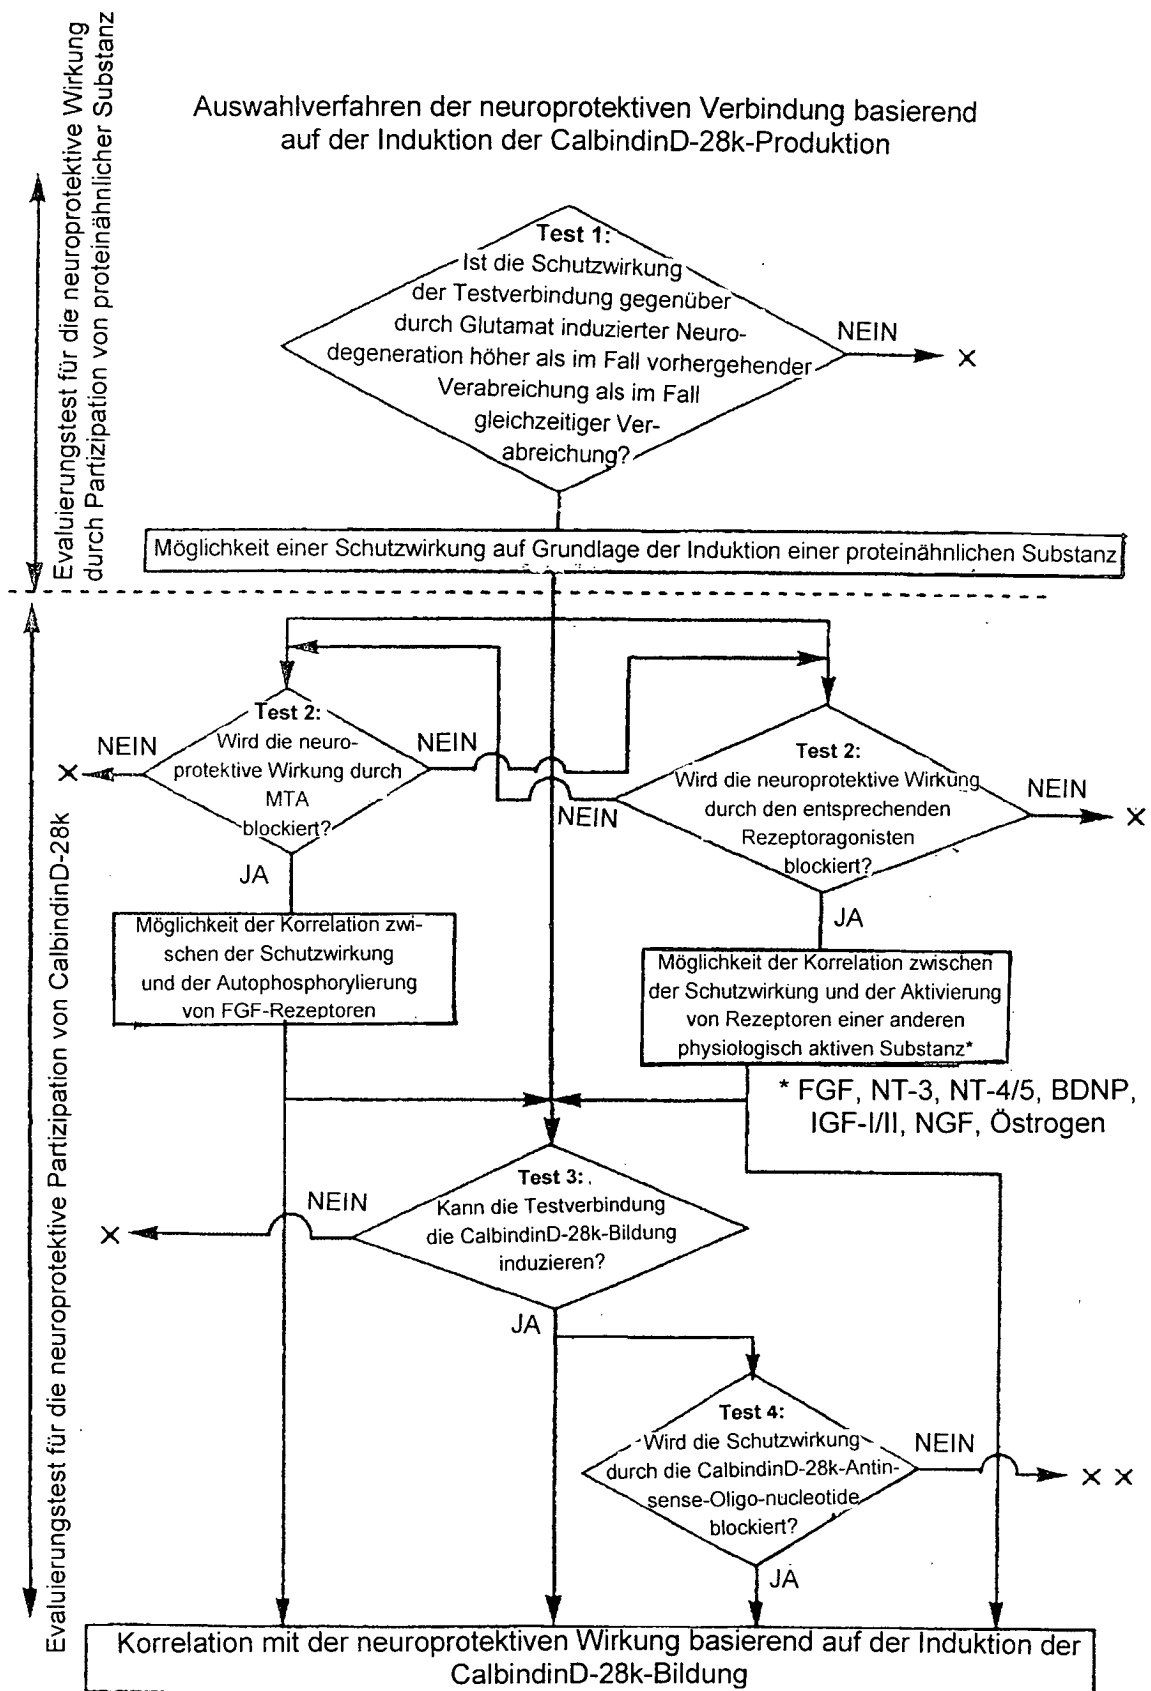 Evaluierungstest für die neuroprotektive Wirkung
durch Partizipation von proteinähnlicher Substanz
Auswahlverfahren der neuroprotektiven Verbindung basierend
auf der Induktion der CalbindinD-28k-Produktion
Test 1:
Ist die Schutzwirkung
der Testverbindung gegenüber
durch Glutamat induzierter Neuro-
degeneration höher als im Fall vorhergehender
Verabreichung als im Fall
gleichzeitiger Ver-
abreichung?
NEIN
×
Möglichkeit einer Schutzwirkung auf Grundlage der Induktion einer proteinähnlichen Substanz
Evaluierungstest für die neuroprotektive Partizipation von CalbindinD-28k
Test 2:
Wird die neuro-
protektive Wirkung durch
MTA
blockiert?
NEIN
×
NEIN
JA
Test 2:
Wird die neuroprotektive Wirkung
durch den entsprechenden
Rezeptoragonisten
blockiert?
NEIN
NEIN
×
JA
Möglichkeit der Korrelation zwi-
schen der Schutzwirkung
und der Autophosphorylierung
von FGF-Rezeptoren
Möglichkeit der Korrelation zwischen
der Schutzwirkung und der Aktivierung
von Rezeptoren einer anderen
physiologisch aktiven Substanz*
* FGF, NT-3, NT-4/5, BDNP,
IGF-I/II, NGF, Östrogen
Test 3:
Kann die Testverbindung
die CalbindinD-28k-Bildung
induzieren?
NEIN
×
JA
Test 4:
Wird die Schutzwirkung
durch die CalbindinD-28k-Antin-
sense-Oligo-nucleotide
blockiert?
NEIN
× ×
JA
Korrelation mit der neuroprotektiven Wirkung basierend auf der Induktion der
CalbindinD-28k-Bildung